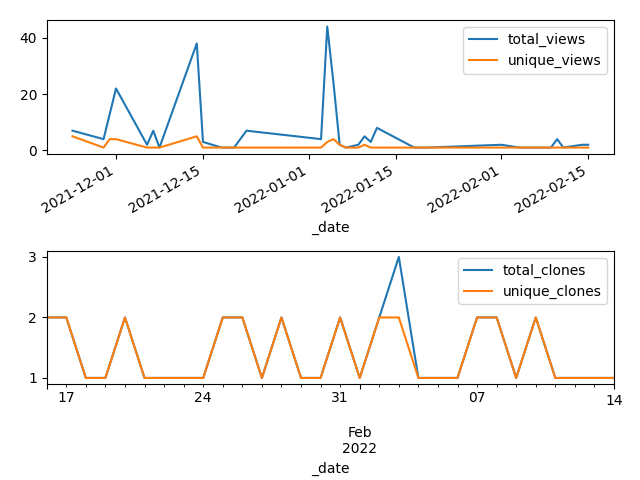 40
20
0
total_views
unique_views
2021-12-01
2021-12-15
2022-01-01
2022-01-15
2022-02-01
2022-02-15
_date
3
2
1
total_clones
unique_clones
17
24
31
07
14
Feb
2022
_date